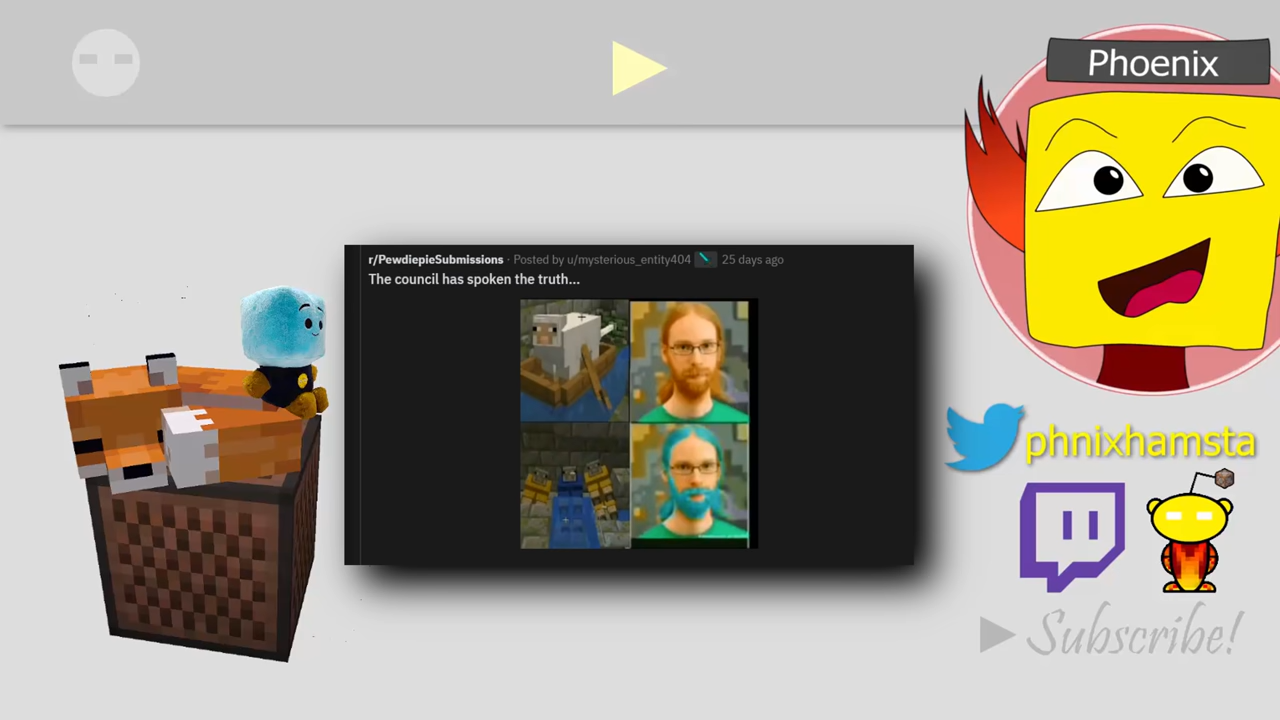 Phoenix
r/PewdiepieSubmissions · Posted by u/mysterious_entity404 25 days ago
The council has spoken the truth...
phnixhamsta
Subscribe!